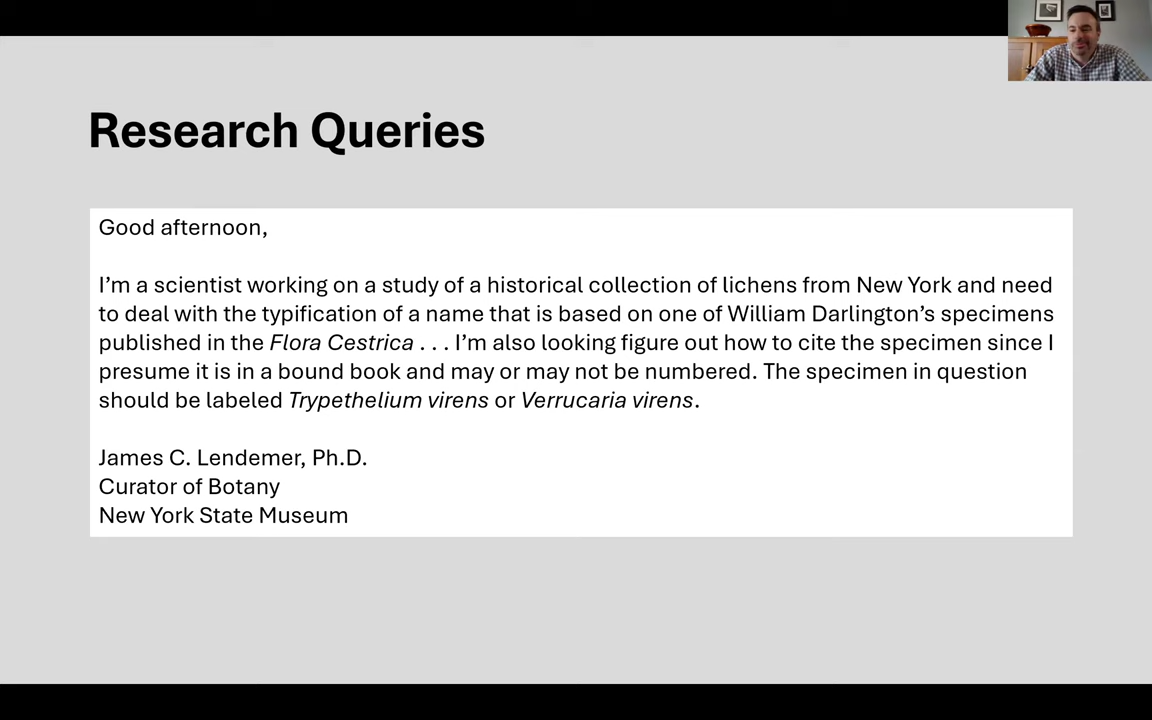 Research Queries
Good afternoon,
I’m a scientist working on a study of a historical collection of lichens from New York and need
to deal with the typification of a name that is based on one of William Darlington’s specimens
published in the Flora Cestrica . . . I’m also looking figure out how to cite the specimen since I
presume it is in a bound book and may or may not be numbered. The specimen in question
should be labeled Trypethelium virens or Verrucaria virens.
James C. Lendemer, Ph.D.
Curator of Botany
New York State Museum